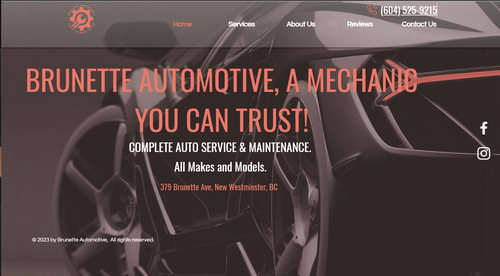 (604) 525-9215
Home Services About Us Reviews Contact Us
BRUNETTE AUTOMOTIVE, A MECHANIC
YOU CAN TRUST!
COMPLETE AUTO SERVICE & MAINTENANCE.
All Makes and Models.
379 Brunette Ave, New Westminster, BC
© 2023 by Brunette Automotive, All rights reserved.